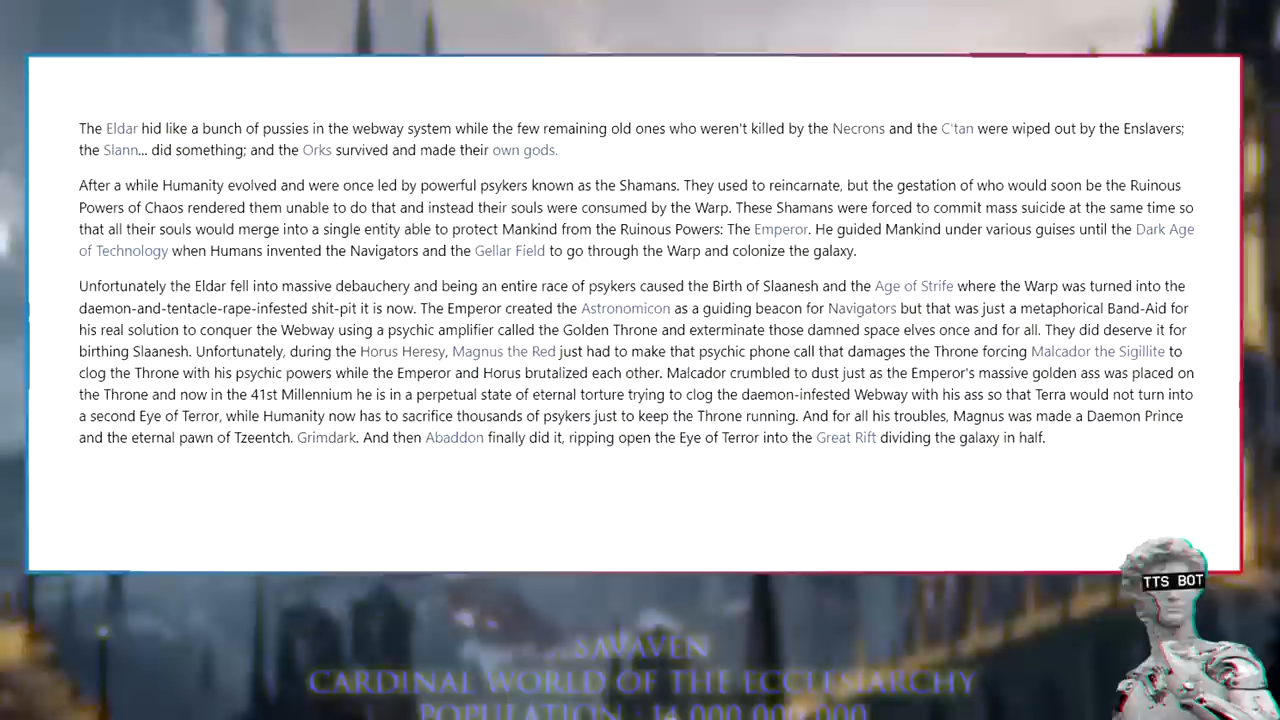 The Eldar hid like a bunch of pussies in the webway system while the few remaining old ones who weren't killed by the Necrons and the C'tan were wiped out by the Enslavers;
the Slann... did something; and the Orks survived and made their own gods.
After a while Humanity evolved and were once led by powerful psykers known as the Shamans. They used to reincarnate, but the gestation of who would soon be the Ruinous
Powers of Chaos rendered them unable to do that and instead their souls were consumed by the Warp. These Shamans were forced to commit mass suicide at the same time so
that all their souls would merge into a single entity able to protect Mankind from the Ruinous Powers: The Emperor. He guided Mankind under various guises until the Dark Age
of Technology when Humans invented the Navigators and the Gellar Field to go through the Warp and colonize the galaxy.
Unfortunately the Eldar fell into massive debauchery and being an entire race of psykers caused the Birth of Slaanesh and the Age of Strife where the Warp was turned into the
daemon-and-tentacle-rape-infested shit-pit it is now. The Emperor created the Astronomicon as a guiding beacon for Navigators but that was just a metaphorical Band-Aid for
his real solution to conquer the Webway using a psychic amplifier called the Golden Throne and exterminate those damned space elves once and for all. They did deserve it for
birthing Slaanesh. Unfortunately, during the Horus Heresy, Magnus the Red just had to make that psychic phone call that damages the Throne forcing Malcador the Sigillite to
clog the Throne with his psychic powers while the Emperor and Horus brutalized each other. Malcador crumbled to dust just as the Emperor's massive golden ass was placed on
the Throne and now in the 41st Millennium he is in a perpetual state of eternal torture trying to clog the daemon-infested Webway with his ass so that Terra would not turn into
a second Eye of Terror, while Humanity now has to sacrifice thousands of psykers just to keep the Throne running. And for all his troubles, Magnus was made a Daemon Prince
and the eternal pawn of Tzeentch. Grimdark. And then Abaddon finally did it, ripping open the Eye of Terror into the Great Rift dividing the galaxy in half.
TTS BOT
SAVAVEN
CARDINAL WORLD OF THE ECCLESIARCHY
POPULATION : 14 000 000 000